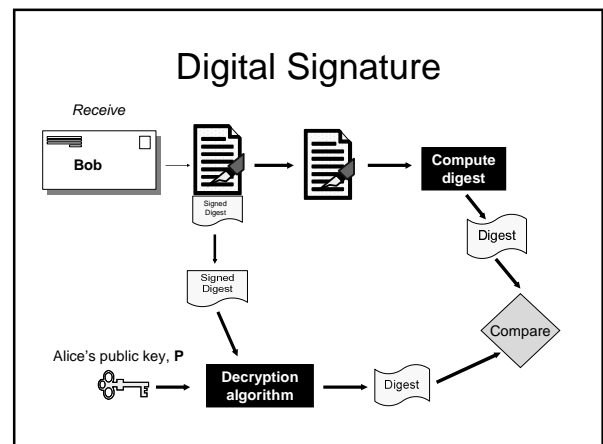 Digital Signature
Receive
Bob
Signed
Digest
Compute
digest
Digest
Signed
Digest
Compare
Alice's public key, P
Decryption
algorithm
Digest